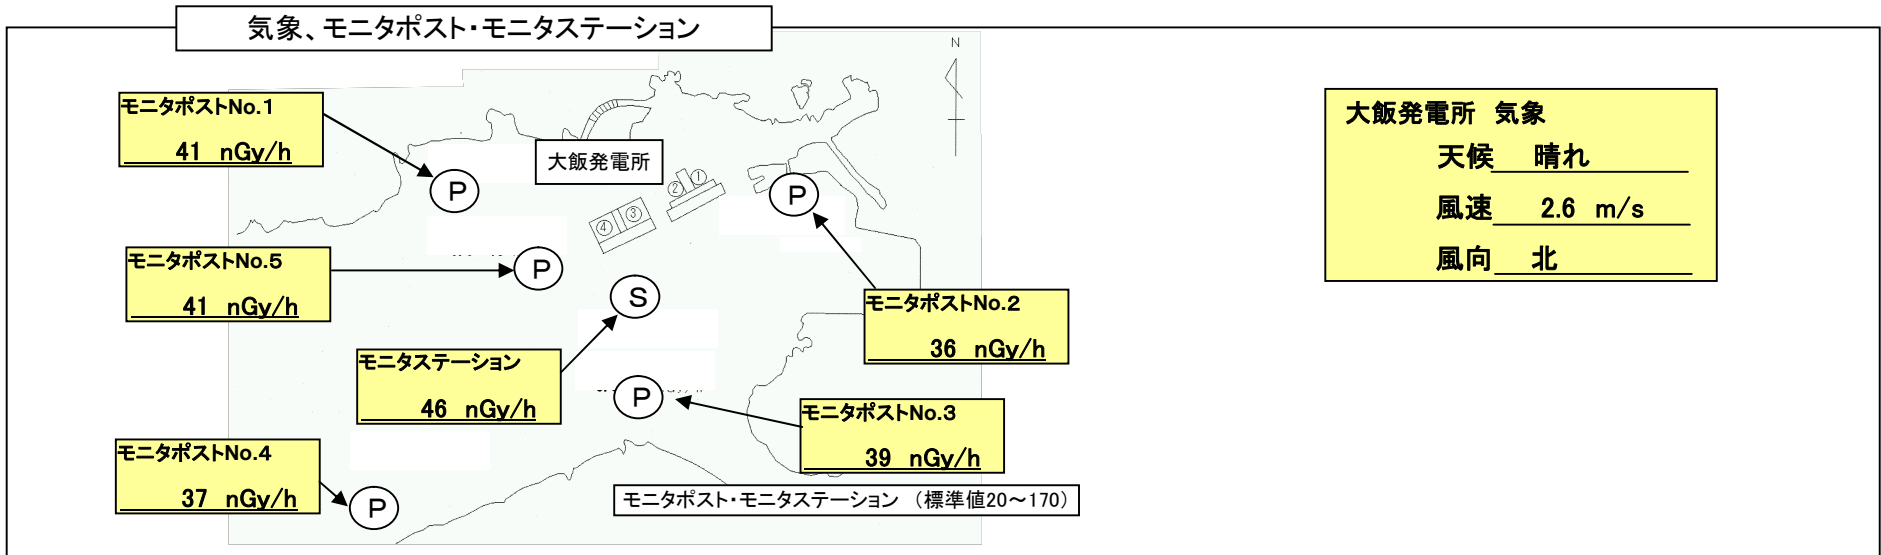 気象、モニタポスト・モニタステーション
N
モニタポストNo.1
41 nGy/h
大飯発電所 気象
天候 晴れ
風速 2.6 m/s
風向 北
大飯発電所
P
P
① 
②
③
④
モニタポストNo.5
41 nGy/h
P
S
モニタポストNo.2
36 nGy/h
モニタステーション
46 nGy/h
P
モニタポストNo.3
39 nGy/h
モニタポストNo.4
37 nGy/h
P
モニタポスト・モニタステーション (標準値20~170)